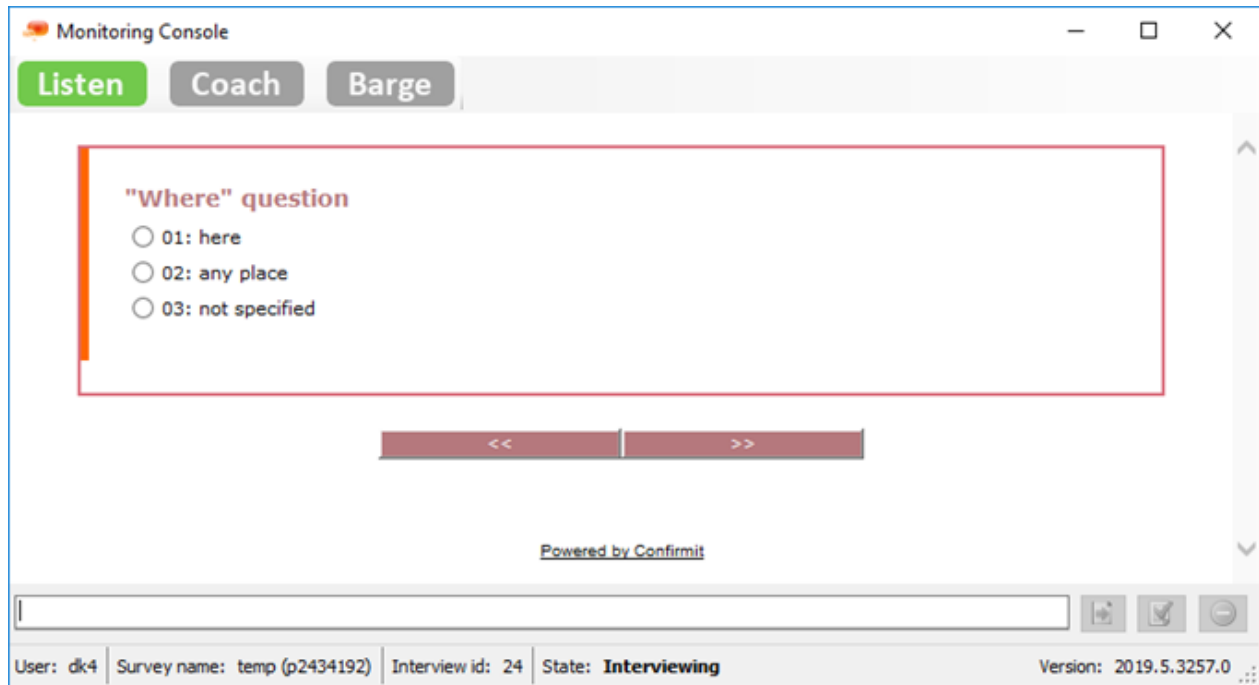 Monitoring Console
Listen Coach Barge
"Where" question
01: here
02: any place
03: not specified
<< >>
Powered by Confirmit
User: dk4 Survey name: temp (p2434192) Interview id: 24 State: Interviewing Version: 2019.5.3257.0